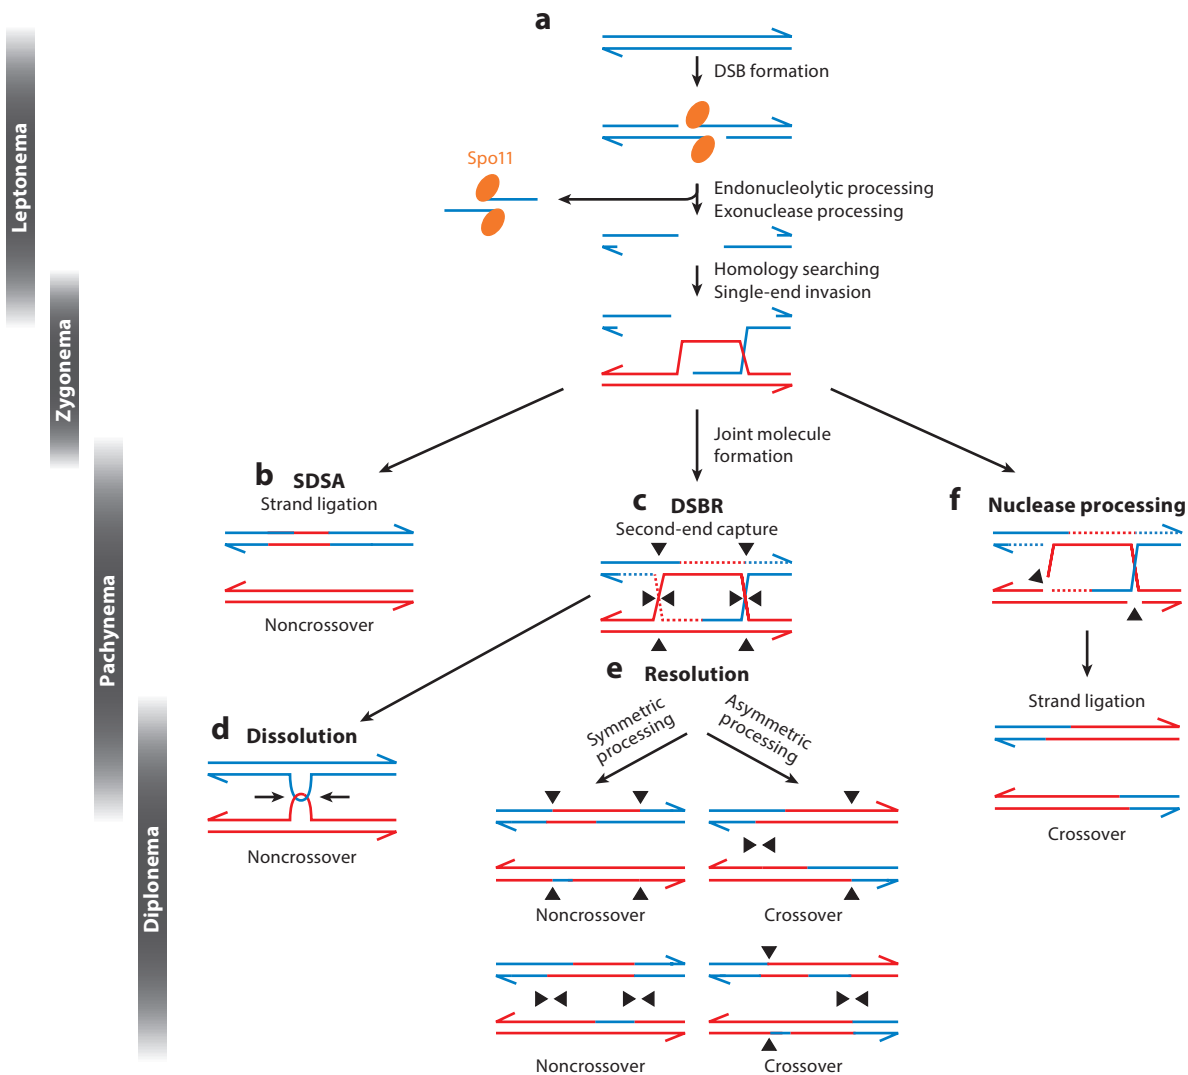 a
DSB formation
Spo11
Endonucleolytic processing
Exonuclease processing
Homology searching
Single-end invasion
Leptonema
Zygonema
Pachynema
Diplonema
Joint molecule
formation
b
SDSA
Strand ligation
Noncrossover
c
DSBR
Second-end capture
f
Nuclease processing
Strand ligation
Crossover
d
Dissolution
Noncrossover
e
Resolution
Symmetric
processing
Asymmetric
processing
Noncrossover
Crossover
Noncrossover
Crossover